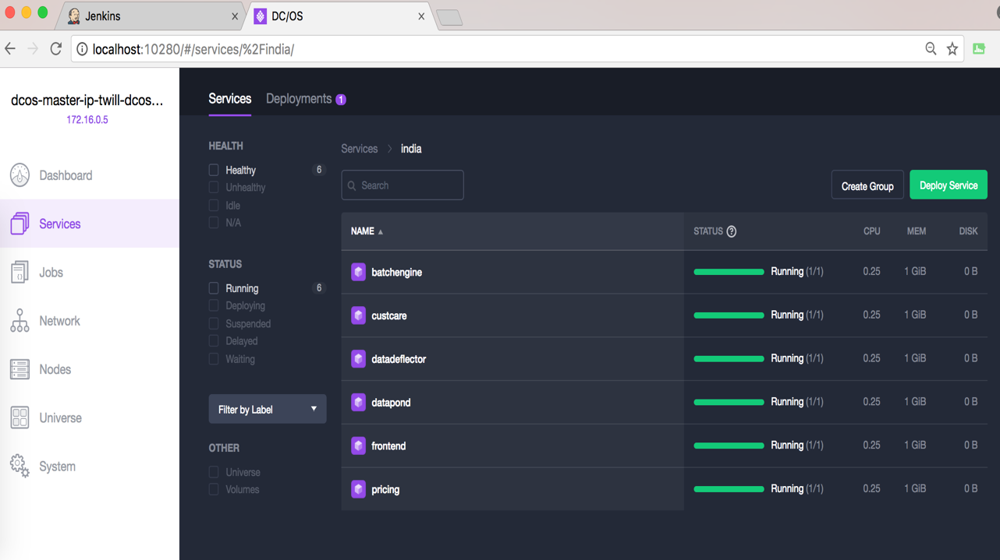 Jenkins
DC/OS
localhost:10280/#/services/%2Findia/
dcos-master-ip-twill-dcos...
172.16.0.5
Dashboard
Services
Jobs
Network
Nodes
Universe
System
Services Deployments 1
HEALTH
Healthy 6
Unhealthy
Idle
N/A
STATUS
Running 6
Deploying
Suspended
Delayed
Waiting
Filter by Label
OTHER
Universe
Volumes
Services > india
Search
Create Group
Deploy Service
NAME STATUS CPU MEM DISK
batchengine Running (1/1) 0.25 1 GiB 0 B
custcare Running (1/1) 0.25 1 GiB 0 B
datadeflector Running (1/1) 0.25 1 GiB 0 B
datapond Running (1/1) 0.25 1 GiB 0 B
frontend Running (1/1) 0.25 1 GiB 0 B
pricing Running (1/1) 0.25 1 GiB 0 B